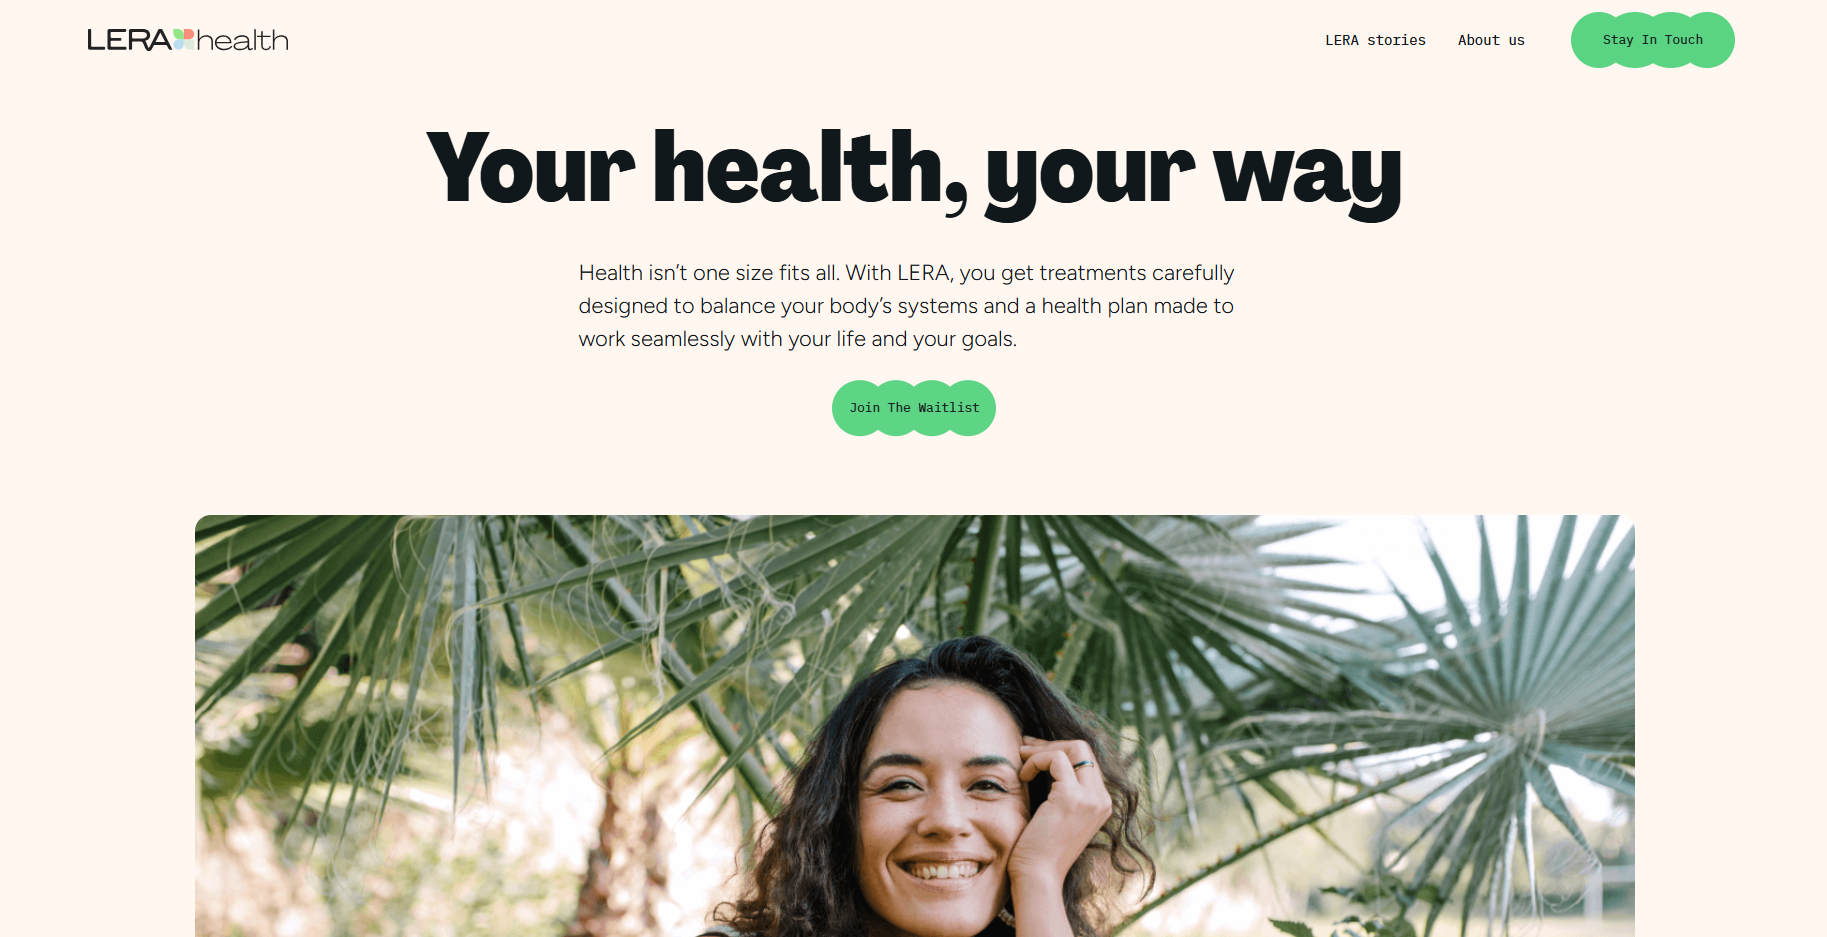 LERA health
LERA stories
About us
Stay In Touch
Your health, your way
Health isn’t one size fits all. With LERA, you get treatments carefully
designed to balance your body’s systems and a health plan made to
work seamlessly with your life and your goals.
Join The Waitlist